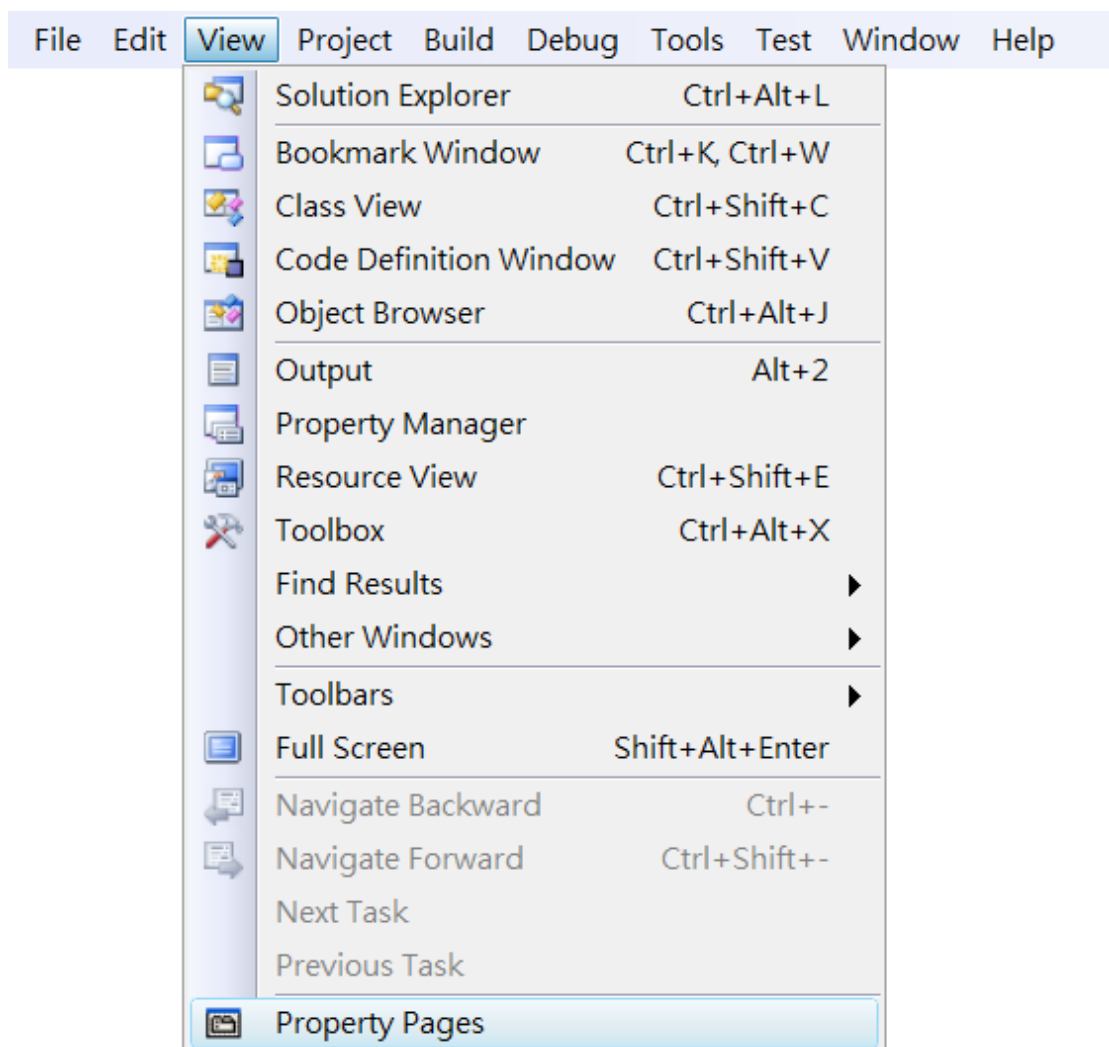 File Edit View Project Build Debug Tools Test Window Help
Solution Explorer Ctrl+Alt+L
Bookmark Window Ctrl+K, Ctrl+W
Class View Ctrl+Shift+C
Code Definition Window Ctrl+Shift+V
Object Browser Ctrl+Alt+J
Output Alt+2
Property Manager
Resource View Ctrl+Shift+E
Toolbox Ctrl+Alt+X
Find Results
Other Windows
Toolbars
Full Screen Shift+Alt+Enter
Navigate Backward Ctrl+-
Navigate Forward Ctrl+Shift+-
Next Task
Previous Task
Property Pages